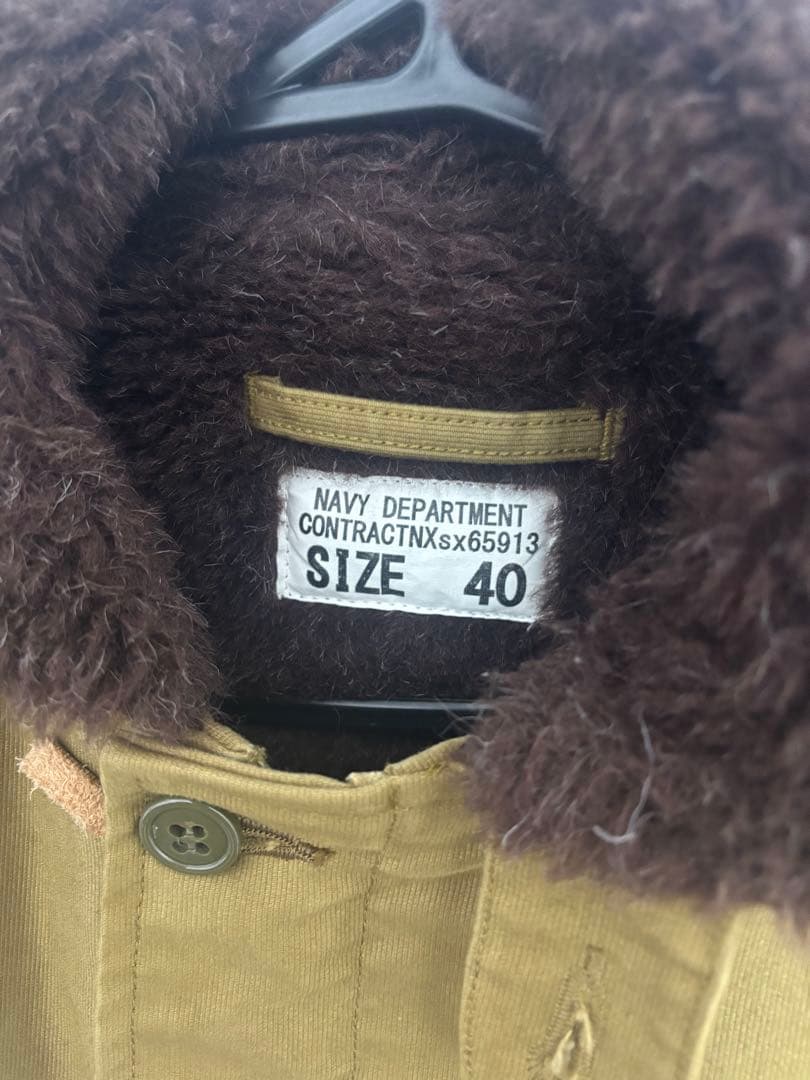 NAVY DEPARTMENT
CONTRACTNXsx65913
SIZE 40